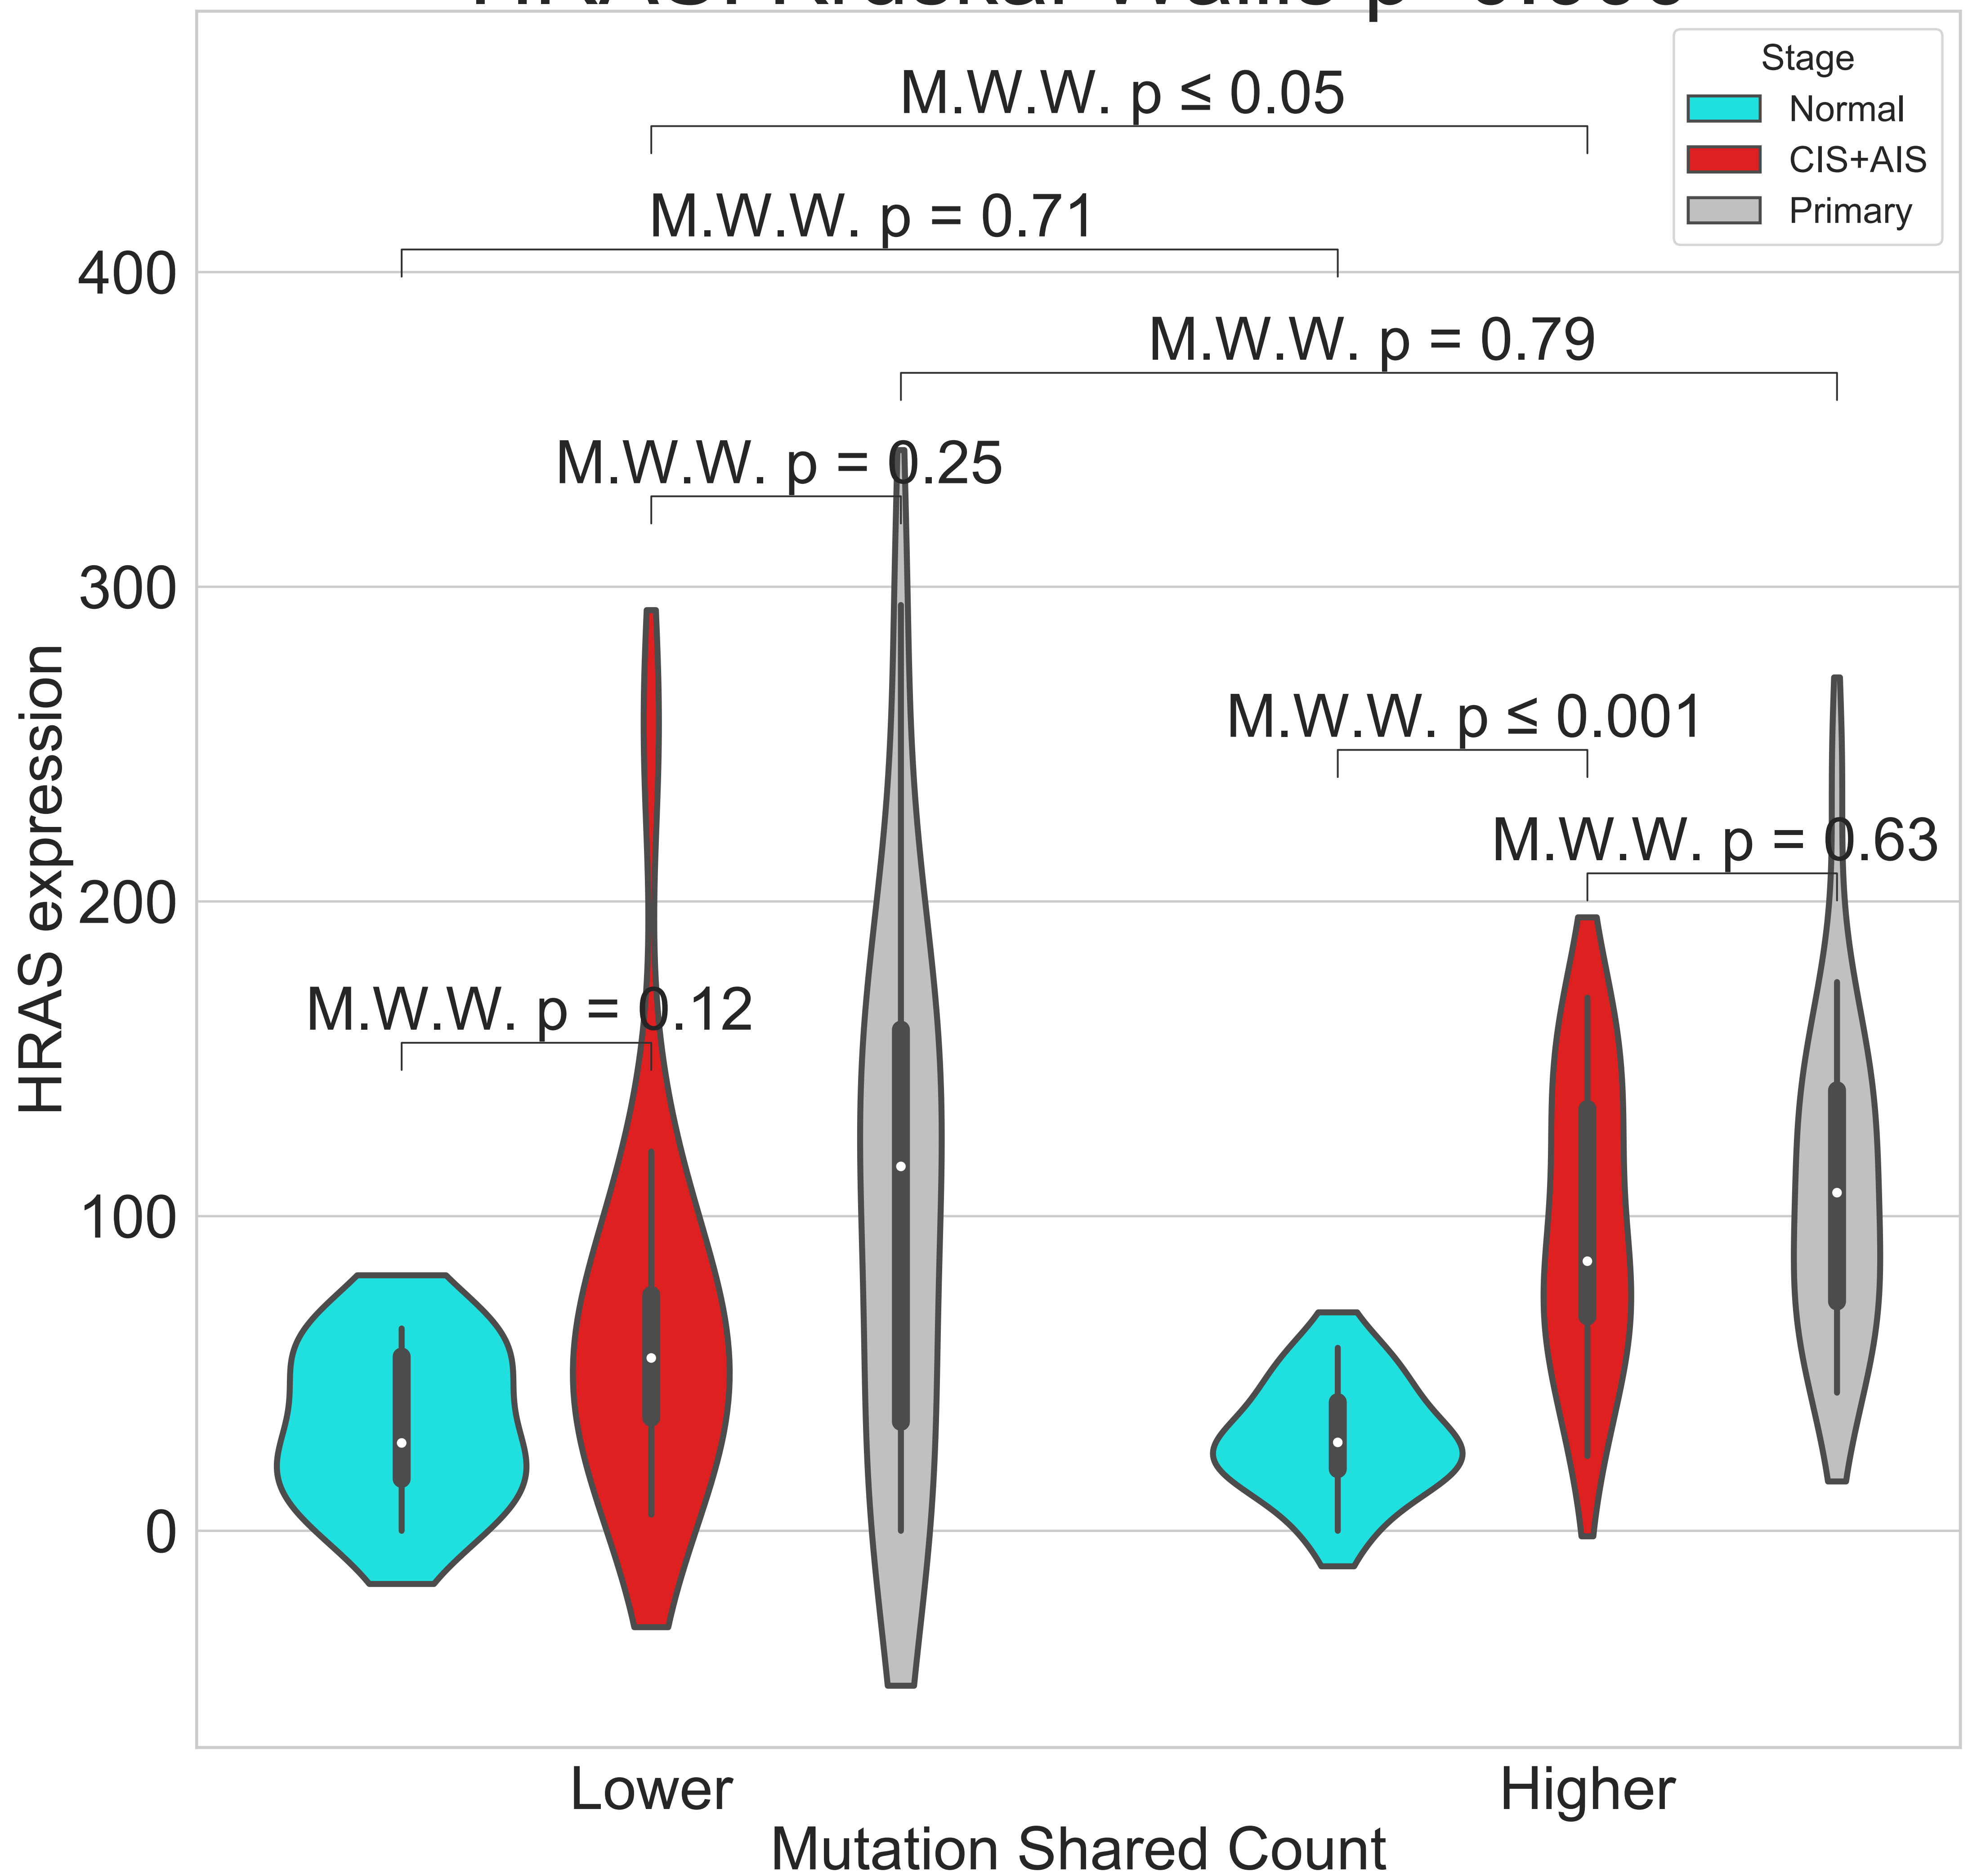 Stage
Normal
CIS+AIS
Primary
M.W.W. p ≤ 0.05
M.W.W. p = 0.71
M.W.W. p = 0.79
M.W.W. p = 0.25
M.W.W. p ≤ 0.001
M.W.W. p = 0.63
M.W.W. p = 0.12
HRAS expression
400
300
200
100
0
Lower
Higher
Mutation Shared Count